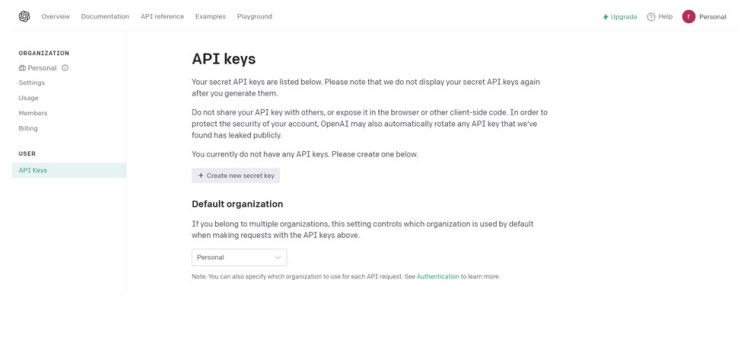 Overview Documentation API reference Examples Playground
Upgrade Help r Personal
ORGANIZATION
Personal
Settings
Usage
Members
Billing
USER
API Keys
API keys
Your secret API keys are listed below. Please note that we do not display your secret API keys again
after you generate them.
Do not share your API key with others, or expose it in the browser or other client-side code. In order to
protect the security of your account, OpenAI may also automatically rotate any API key that we've
found has leaked publicly.
You currently do not have any API keys. Please create one below.
+ Create new secret key
Default organization
If you belong to multiple organizations, this setting controls which organization is used by default
when making requests with the API keys above.
Personal
Note: You can also specify which organization to use for each API request. See Authentication to learn more.